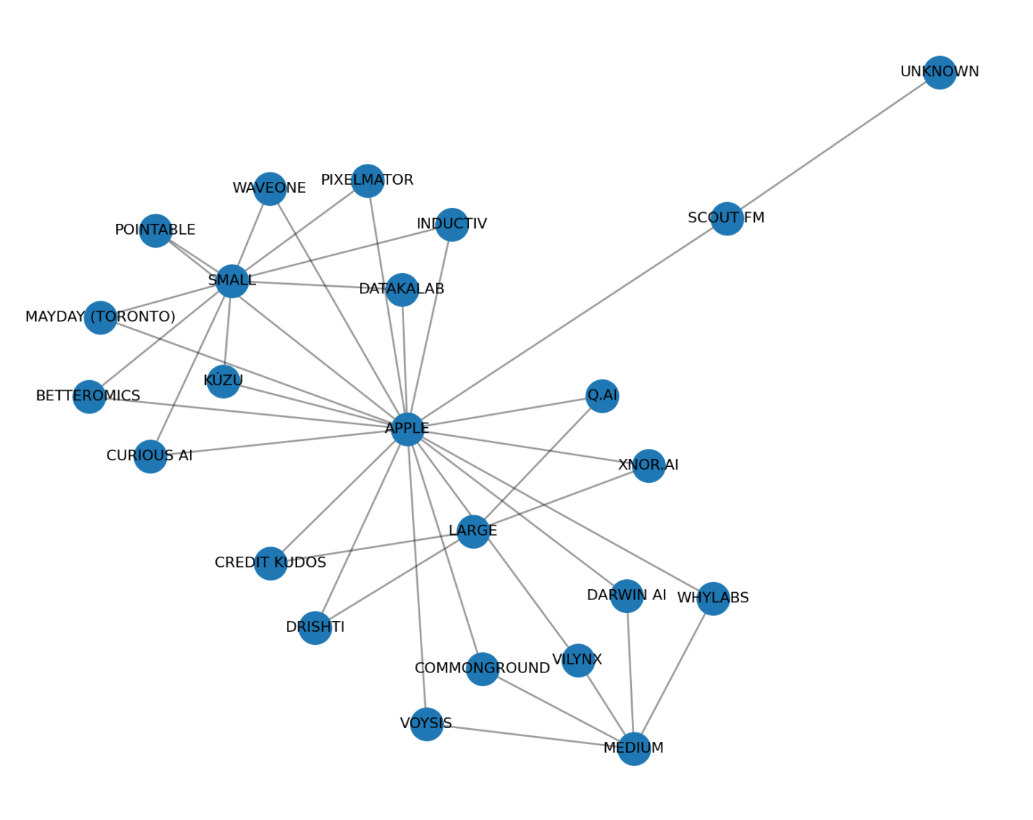 UNKNOWN
PIXELMATOR
WAVEONE
SCOUT FM
INDUCTIV
POINTABLE
SMALL
DATAKALAB
MAYDAY (TORONTO)
KÚZU
BETTEROMICS
Q.AI
APPLE
CURIOUS AI
XNOR.AI
LARGE
CREDIT KUDOS
DARWIN AI
WHYLABS
DRISHTI
VILYNX
COMMONGROUND
VOYSIS
MEDIUM